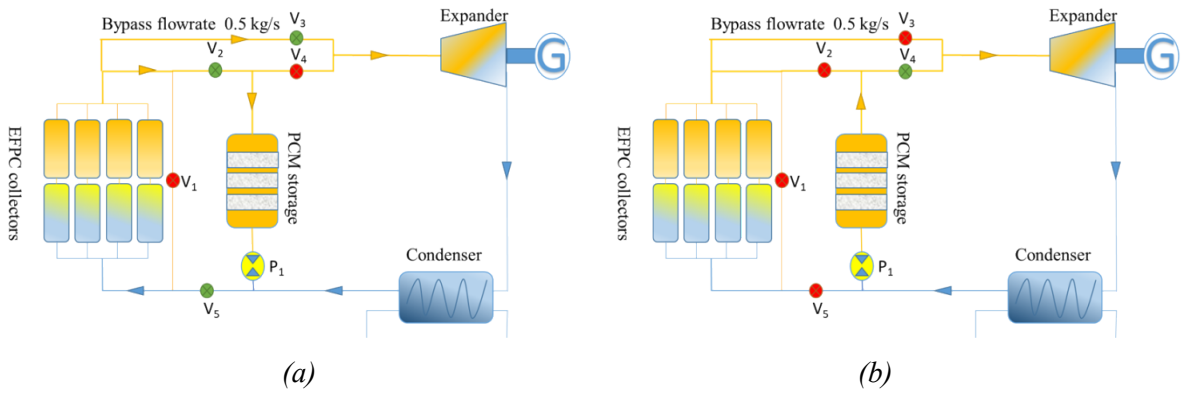 Bypass flowrate 0.5 kg/s
V3
Expander
V2
V4
G
EFPC collectors
V1
PCM storage
P1
Condenser
V5
(a)
Bypass flowrate 0.5 kg/s
V3
Expander
V2
V4
G
EFPC collectors
V1
PCM storage
P1
Condenser
V5
(b)